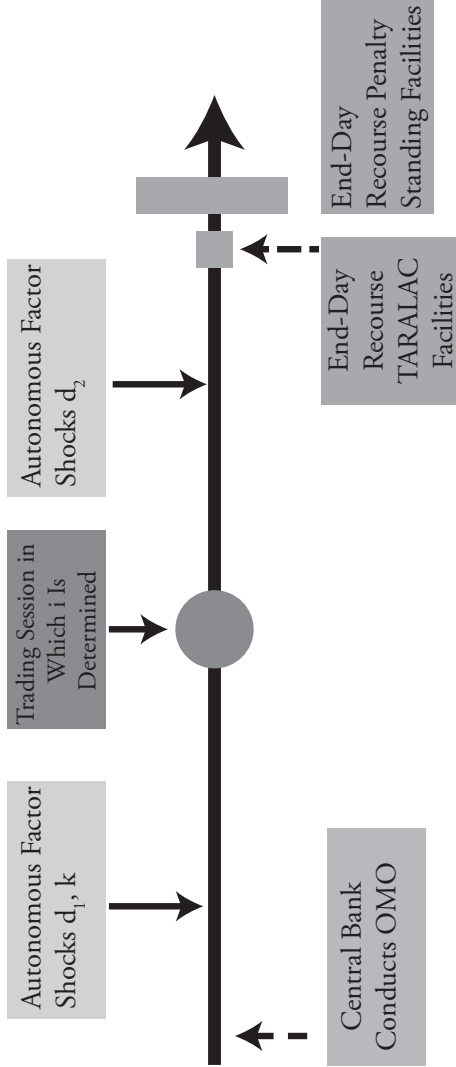 Autonomous Factor
Shocks d₁, k
Trading Session in
Which i Is
Determined
Autonomous Factor
Shocks d₂
Central Bank
Conducts OMO
End-Day
Recourse
TARALAC
Facilities
End-Day
Recourse Penalty
Standing Facilities